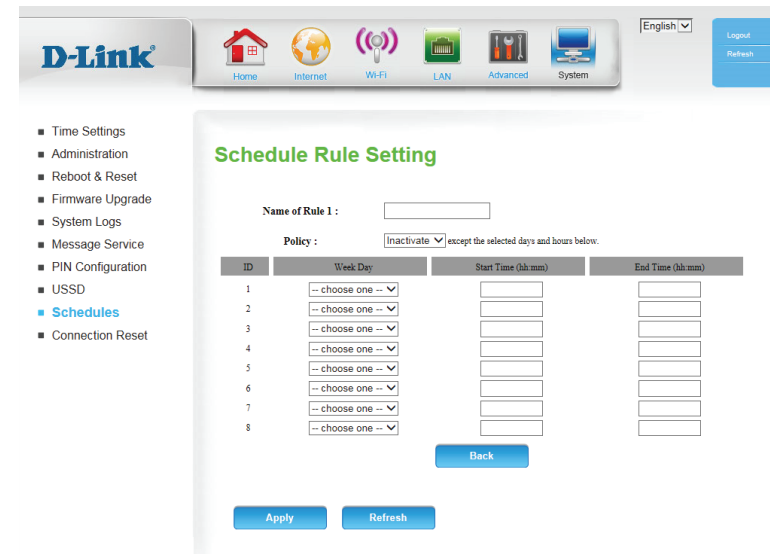 D-Link®
Home
Internet
Wi-Fi
LAN
Advanced
System
English
Logout
Refresh
Time Settings
Administration
Reboot & Reset
Firmware Upgrade
System Logs
Message Service
PIN Configuration
USSD
Schedules
Connection Reset
Schedule Rule Setting
Name of Rule 1 :
Policy : Inactivate except the selected days and hours below.
ID Week Day Start Time (hh:mm) End Time (hh:mm)
1 -- choose one --
2 -- choose one --
3 -- choose one --
4 -- choose one --
5 -- choose one --
6 -- choose one --
7 -- choose one --
8 -- choose one --
Back
Apply Refresh